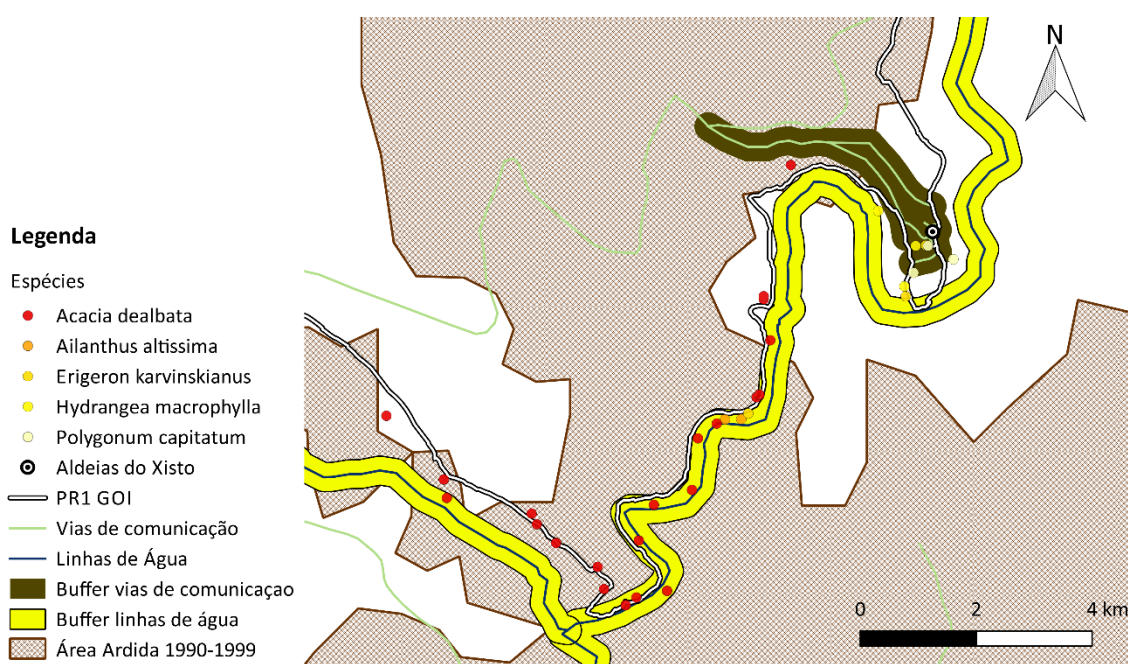 N
Legenda
Espécies
Acacia dealbata
Ailanthus altissima
Erigeron karvinskianus
Hydrangea macrophylla
Polygonum capitatum
Aldeias do Xisto
PR1 GOI
Vias de comunicação
Linhas de Água
Buffer vias de comunicaçao
Buffer linhas de água
Área Ardida 1990-1999
0 2 4 km